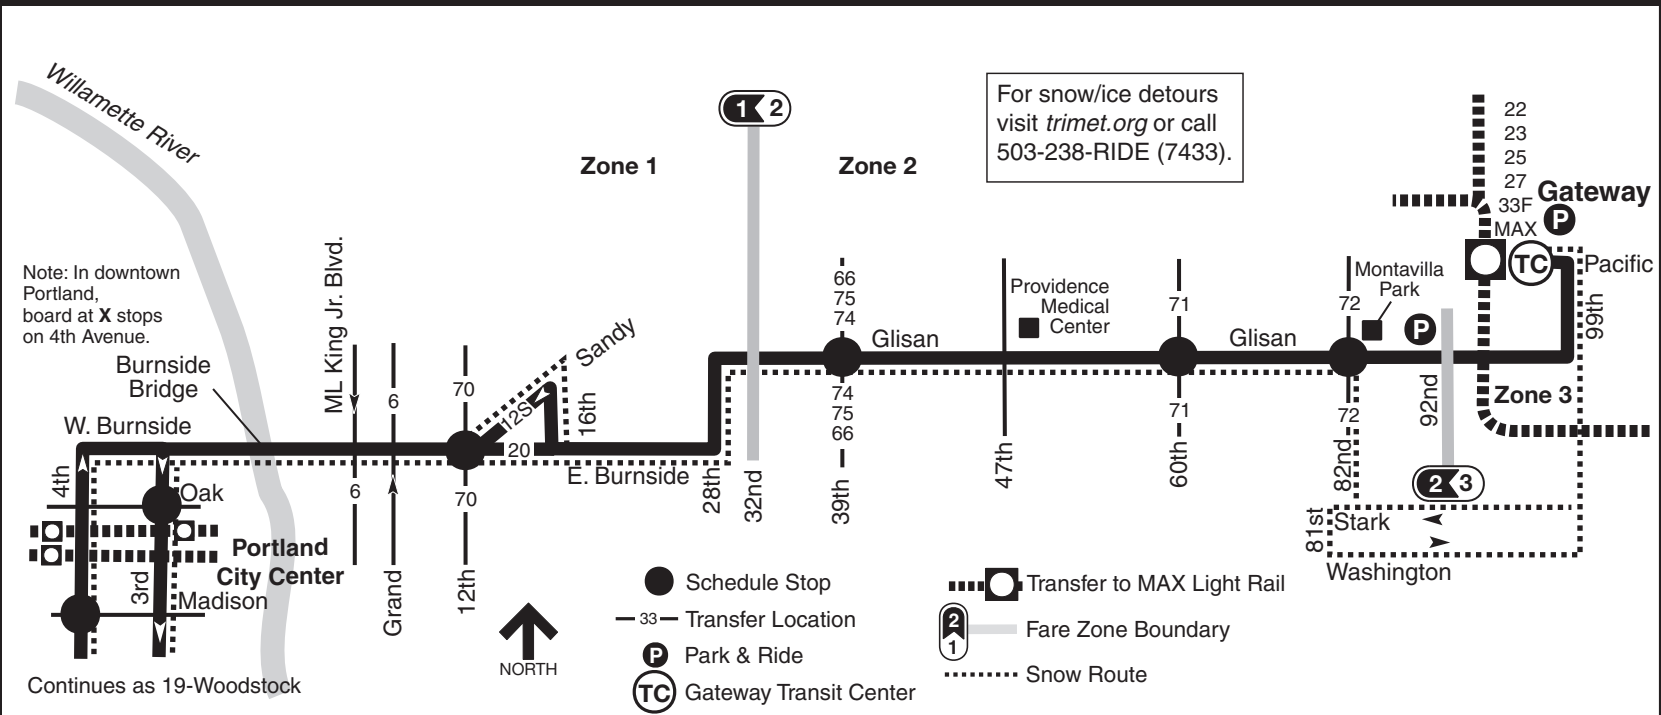 Willamette River
1 2
For snow/ice detours
visit trimet.org or call
503-238-RIDE (7433).
Zone 1
Zone 2
22
23
25
27
33F
MAX
Gateway
P
TC
Pacific
99th
Note: In downtown
Portland,
board at X stops
on 4th Avenue.
Burnside
Bridge
W. Burnside
ML King Jr. Blvd.
6
6
70
Sandy
12S
16th
20
E. Burnside
28th
32nd
66
75
74
Glisan
74
75
66
39th
Providence
Medical
Center
47th
71
71
60th
Glisan
72
Montavilla
Park
P
72
82nd
92nd
Zone 3
2 3
81st
Stark
Washington
4th
Oak
Portland
City Center
3rd
Madison
6
Grand
70
12th
Continues as 19-Woodstock
NORTH
Schedule Stop
33
Transfer Location
P
Park & Ride
TC
Gateway Transit Center
Transfer to MAX Light Rail
2
1
Fare Zone Boundary
Snow Route